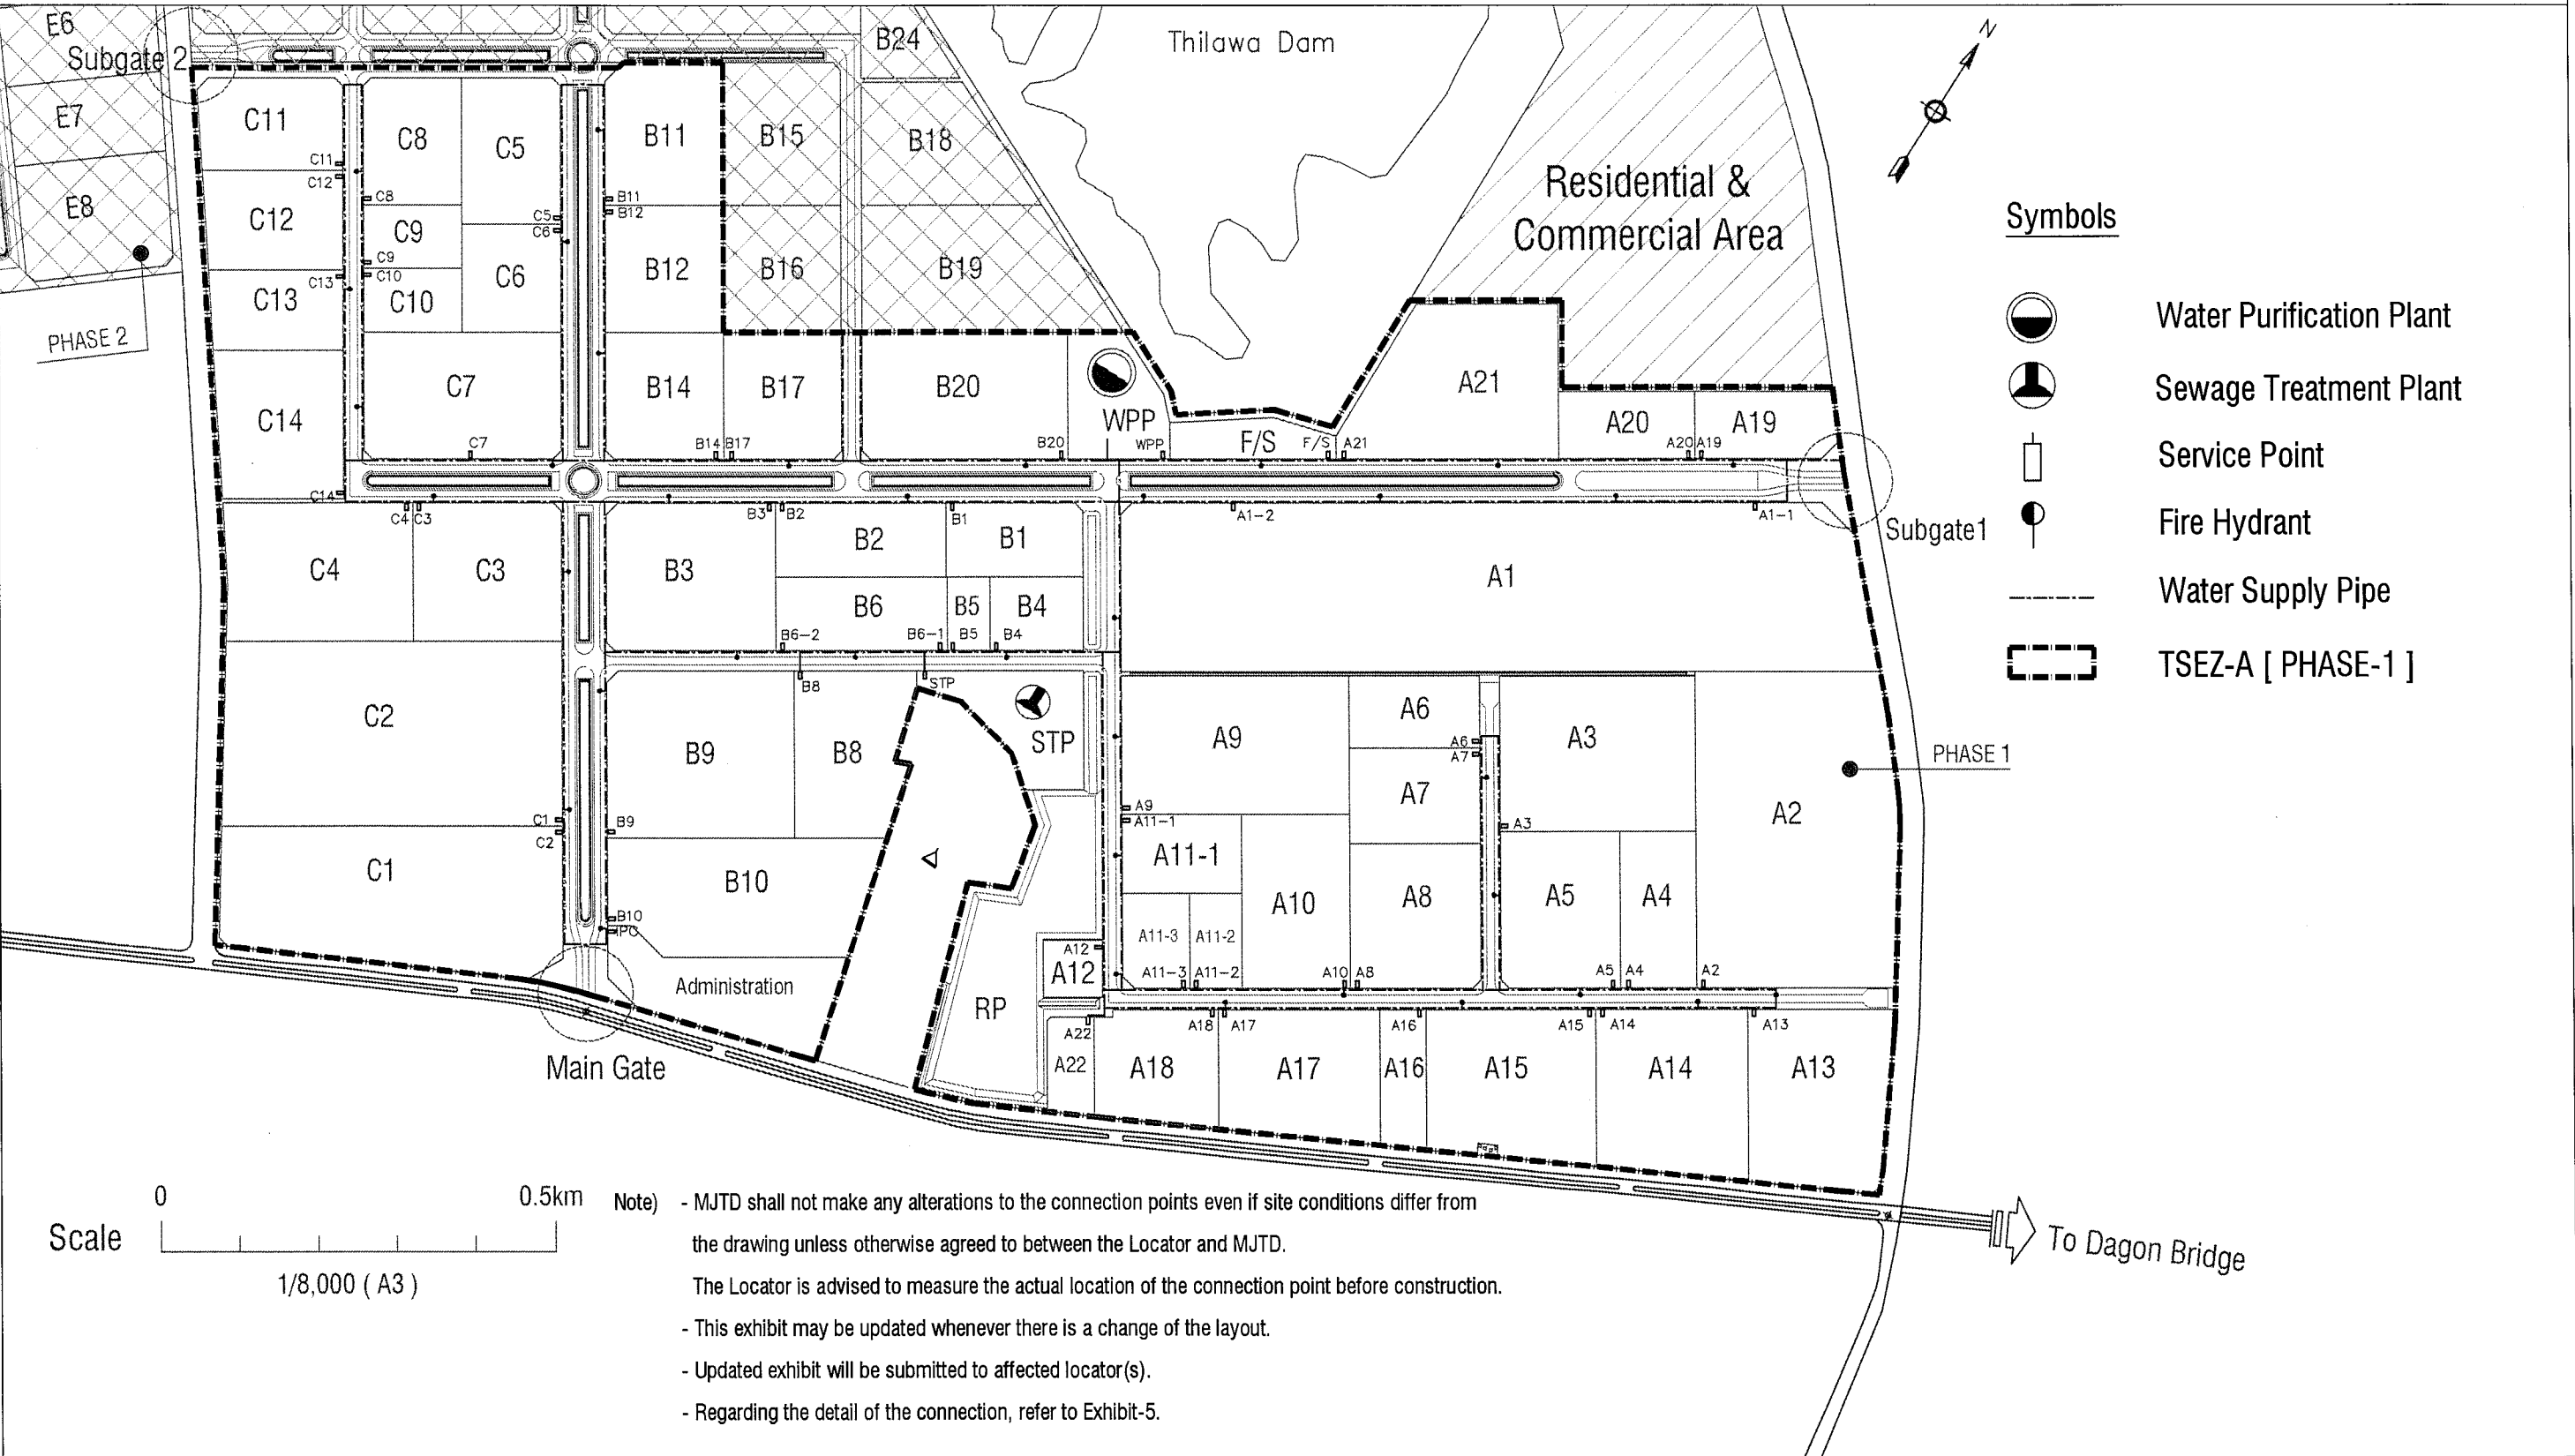 E6
Subgate 2
E7
E8
PHASE 2
C11
C12
C13
C14
C8
C9
C10
C5
C6
C7
C11
C12
C8
C5
C6
C9
C10
C13
C7
C14
B11
B12
B15
B16
B18
B19
B24
B11
B12
B14
B17
B20
B14
B17
B20
WPP
WPP
F/S
F/S
A21
A21
A20
A19
A20
A19
Thilawa Dam
Residential &
Commercial Area
N
Symbols
Water Purification Plant
Sewage Treatment Plant
Service Point
Fire Hydrant
Water Supply Pipe
TSEZ-A [ PHASE-1 ]
Subgate1
PHASE 1
C4
C3
B3
B2
B1
A1-2
A1-1
C4
C3
B3
B2
B1
A1
B6
B5
B4
B6-2
B6-1
B5
B4
B8
STP
C2
B9
B8
STP
A9
A6
A7
A3
A2
A6
A7
A9
A11-1
A3
C1
C2
B9
C1
B10
B10
IPC
Administration
A11-1
A10
A8
A5
A4
A11-3
A11-2
A12
A12
RP
A11-3
A11-2
A10
A8
A5
A4
A2
A22
A18
A17
A16
A15
A14
A13
A22
A18
A17
A16
A15
A14
A13
Main Gate
To Dagon Bridge
0
0.5km
Scale
1/8,000 ( A3 )
Note) - MJTD shall not make any alterations to the connection points even if site conditions differ from
the drawing unless otherwise agreed to between the Locator and MJTD.
The Locator is advised to measure the actual location of the connection point before construction.
- This exhibit may be updated whenever there is a change of the layout.
- Updated exhibit will be submitted to affected locator(s).
- Regarding the detail of the connection, refer to Exhibit-5.